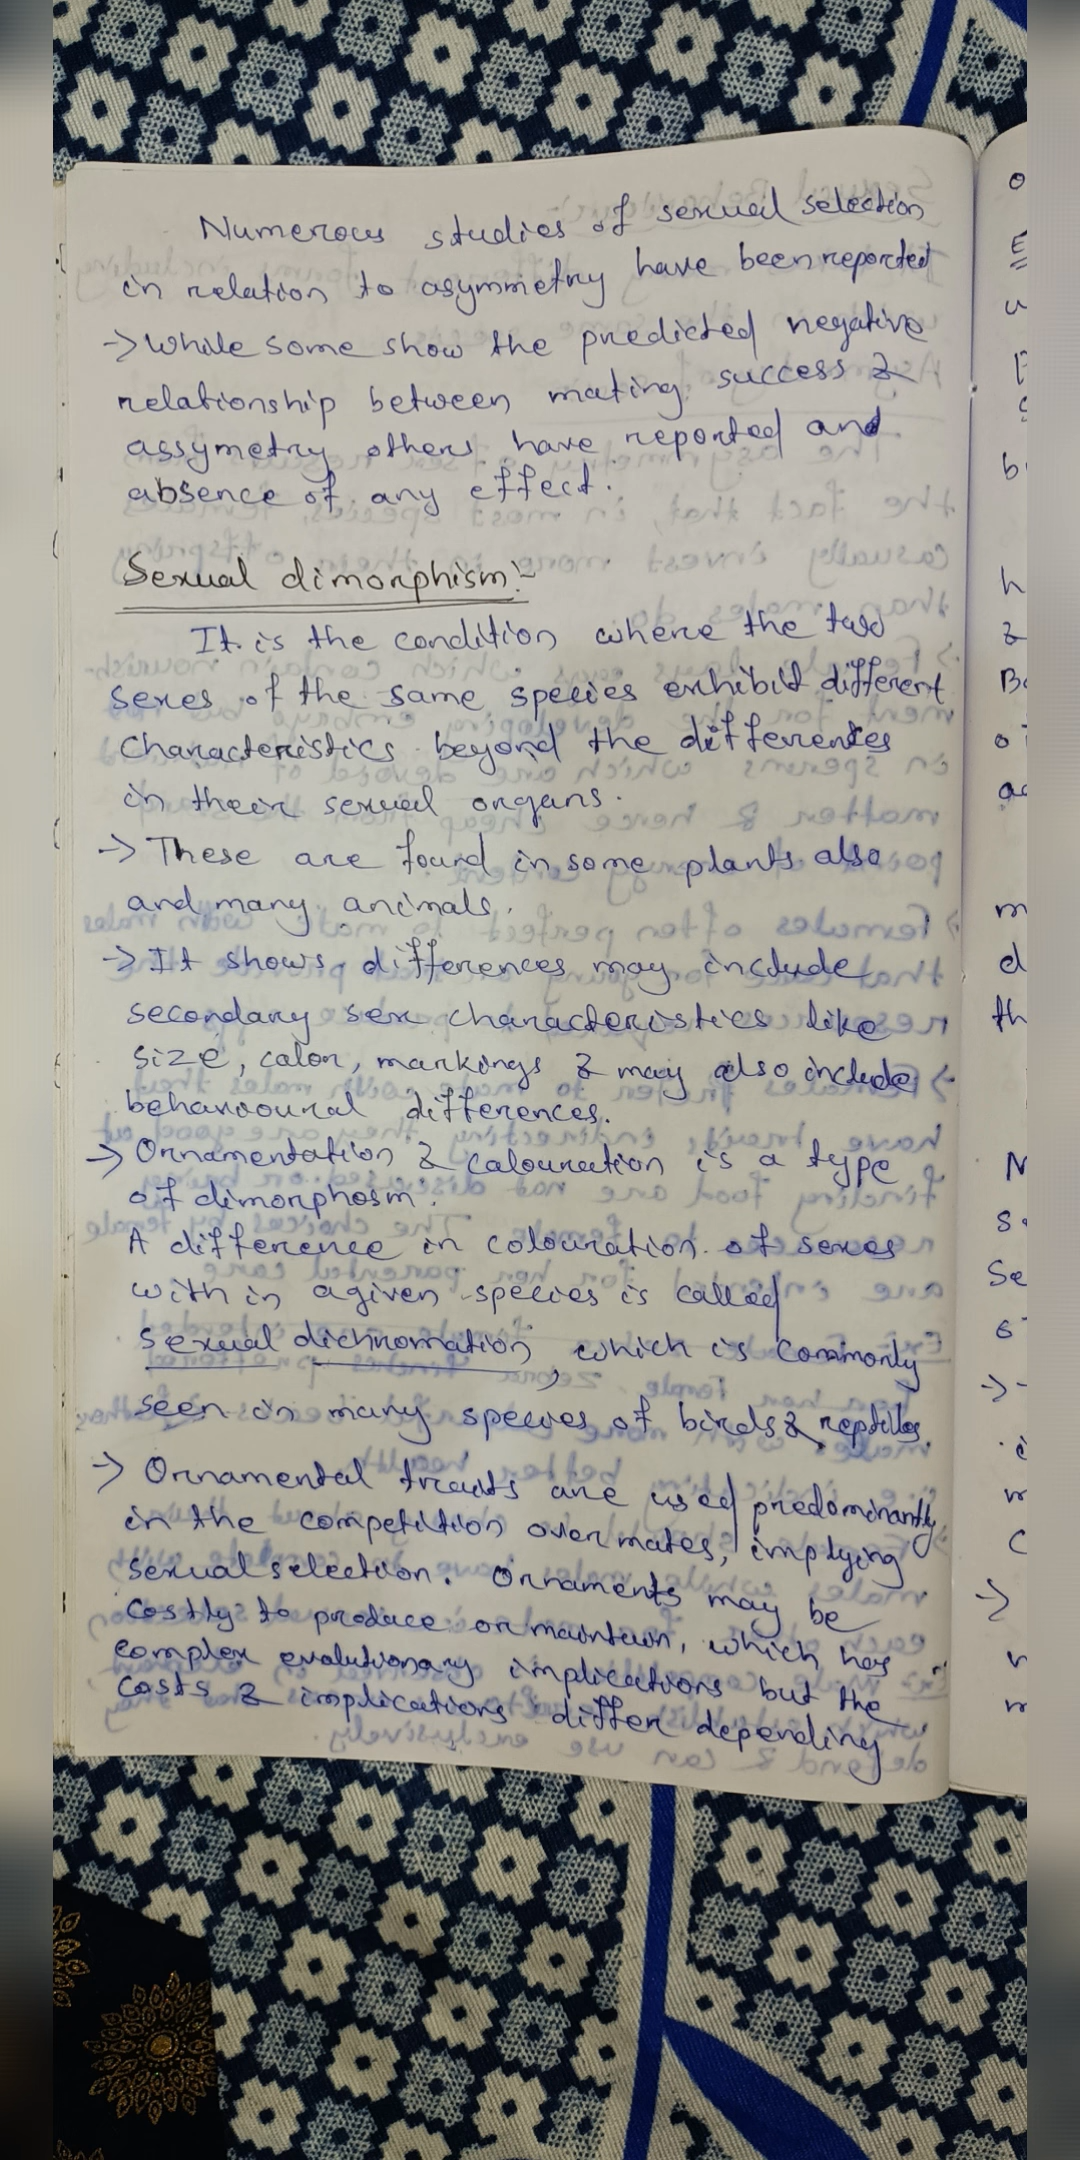 Numerous studies of sexual selection
in relation to asymmetry have been reported
-> While some show the predicted negative
relationship between mating success &
assymetry others have reported and
absence of any effect.
Sexual dimorphism:-
It is the condition where the two
sexes of the same species exhibit different
characteristics beyond the differences
in their sexual organs.
-> These are found in some plants also
and many animals.
-> It shows differences may include
secondary sex characteristics like
size, calor, markings & may also include
behavioural differences.
-> Ornamentation & calouration is a type
of dimorphosm.
A difference in colouration of sexes
with in a given species is called
sexual dichromation, which is commonly
seen in many species of birds & reptiles.
-> Ornamental traits are used predominantly
in the competition over mates, implying
sexual selection. Ornaments may be
costly to produce or maintain, which has
complex evolutionary implications but the
costs & implications differ depending